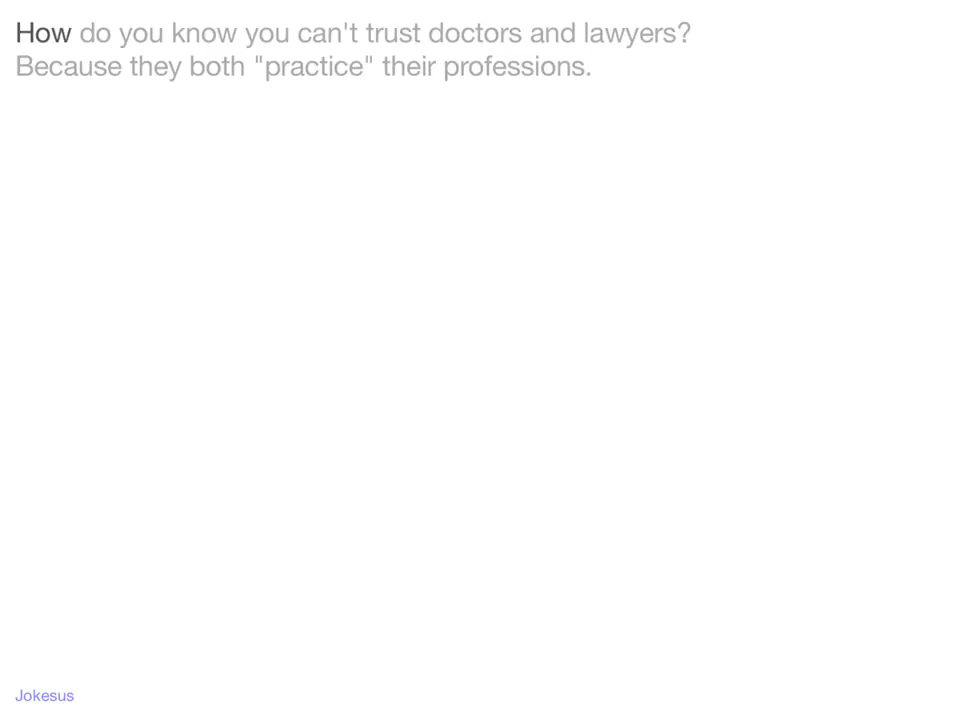 How do you know you can't trust doctors and lawyers?
Because they both "practice" their professions.
Jokesus